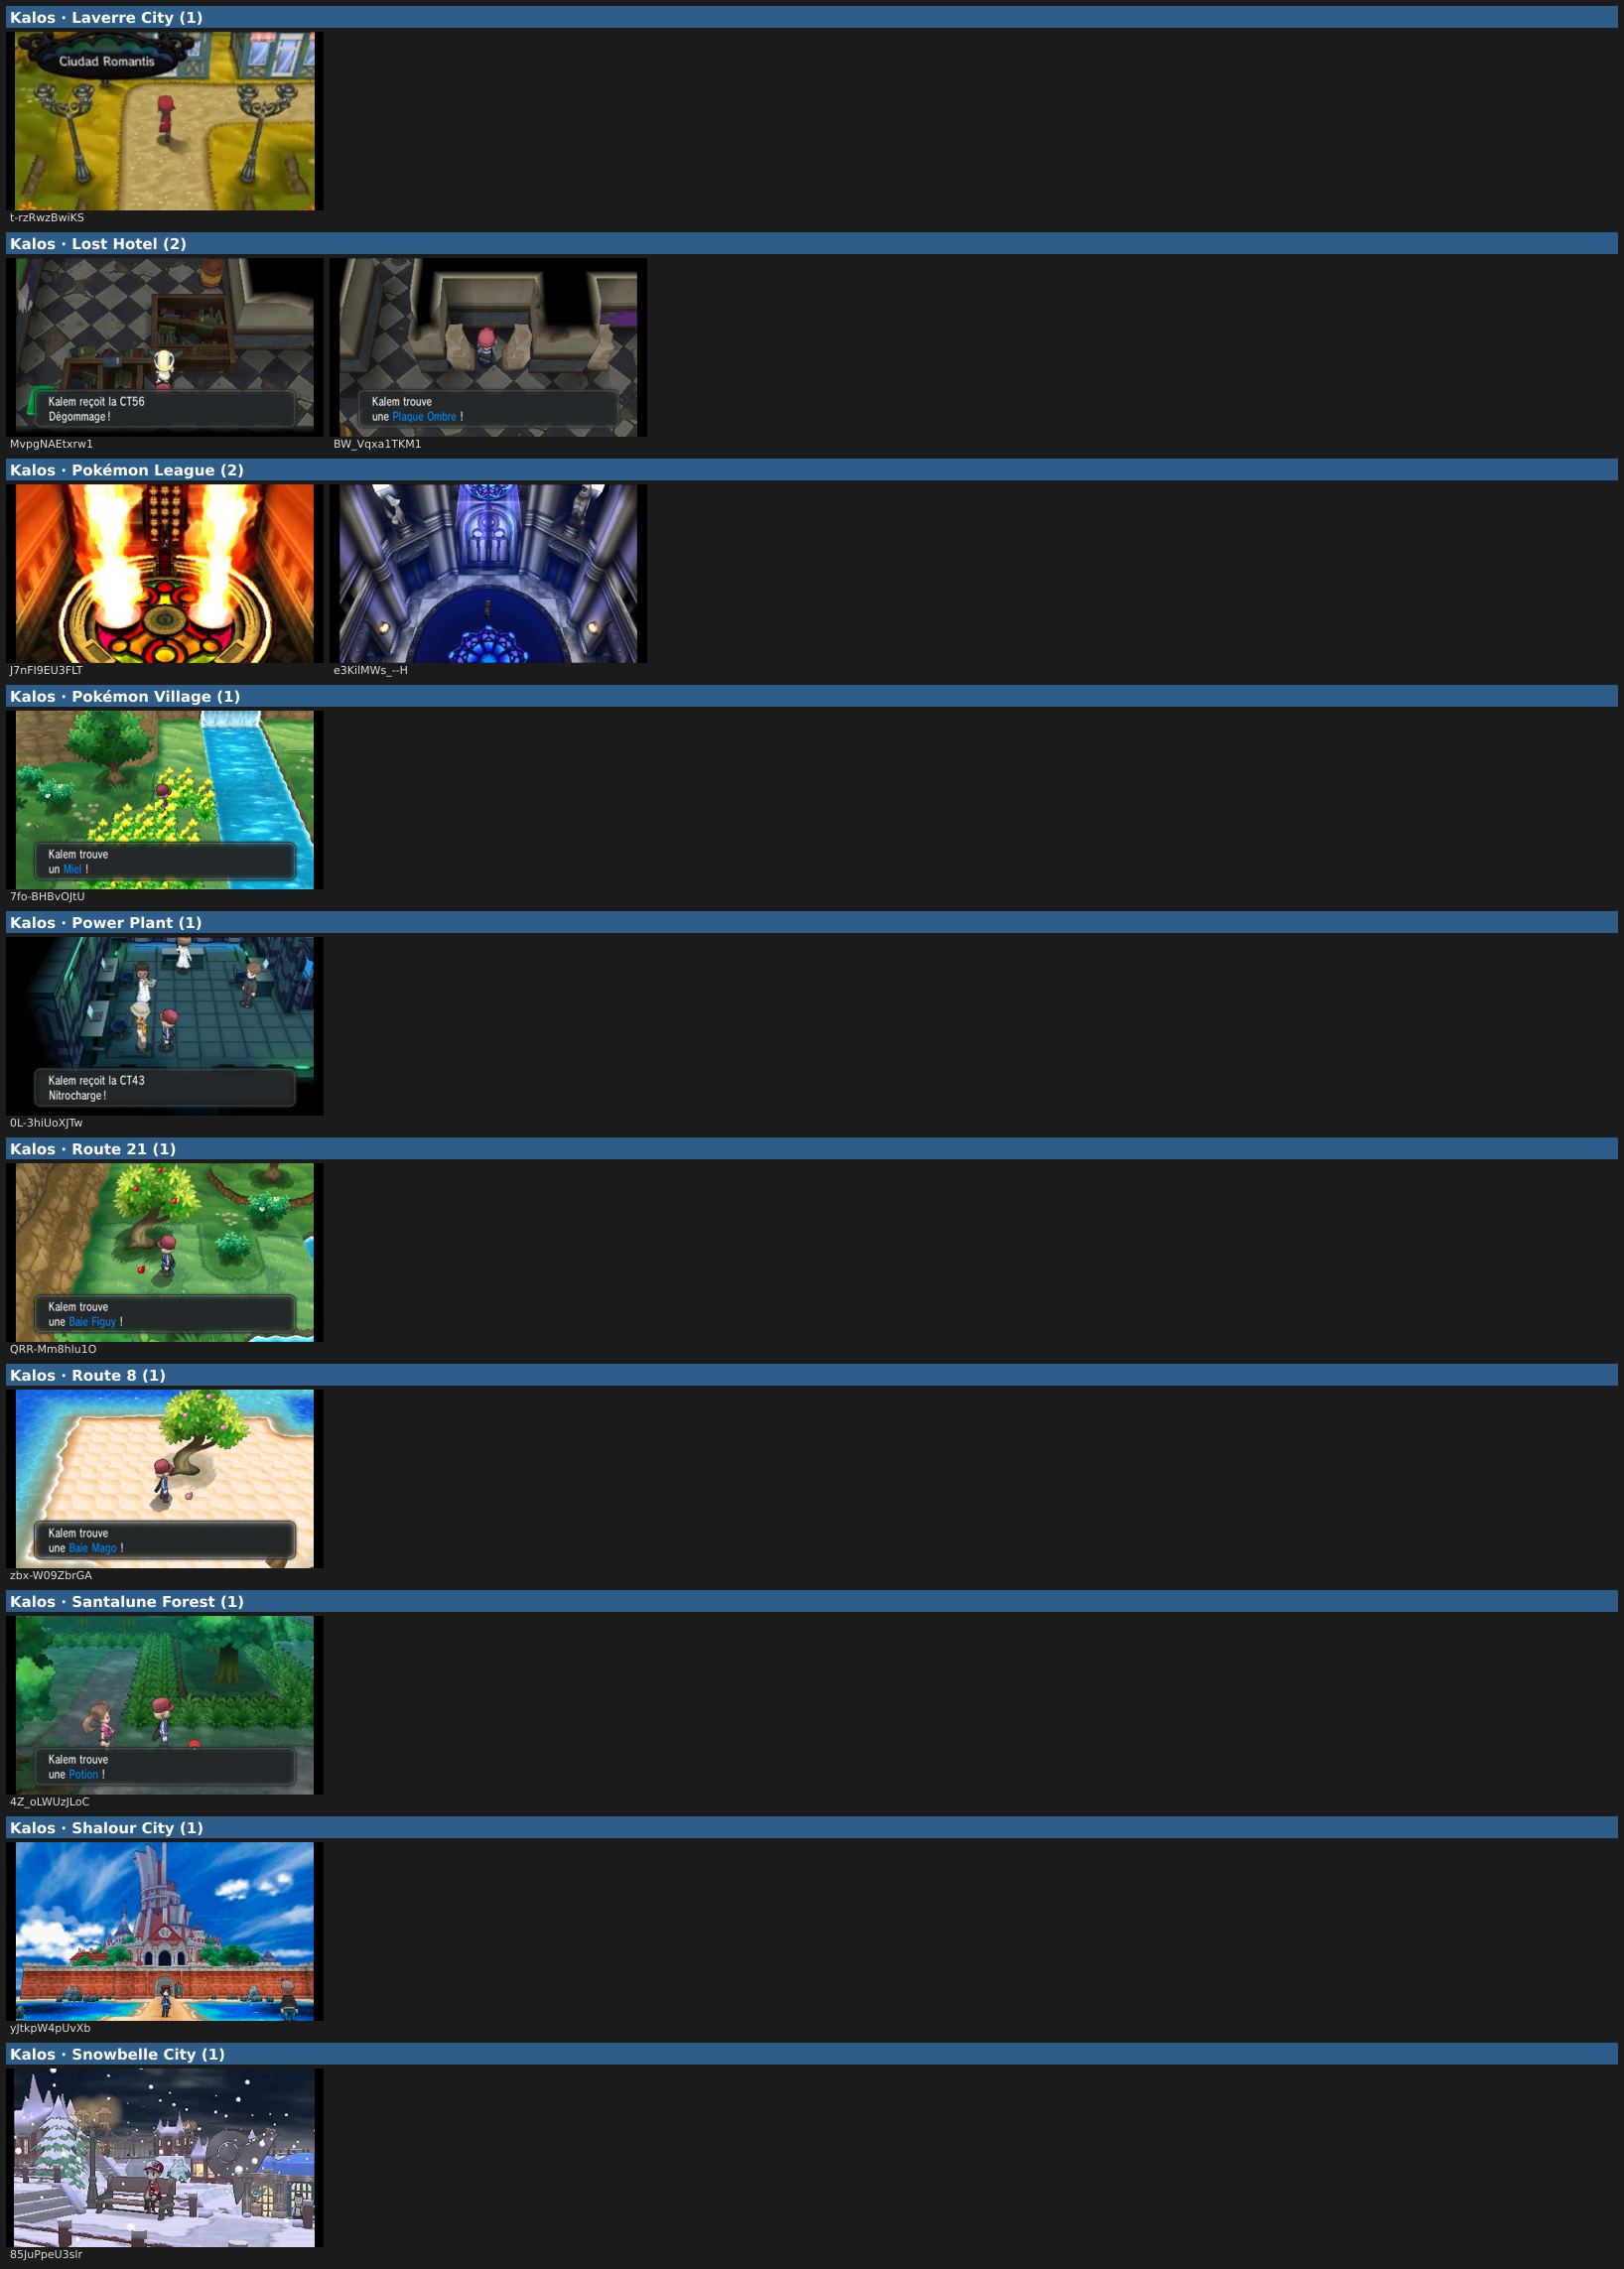 Kalos · Laverre City (1)
Ciudad Romantis
t-rzRwzBwiKS
Kalos · Lost Hotel (2)
Kalem reçoit la CT56
Dégommage !
MvpgNAEtxrw1
Kalem trouve
une Plaque Ombre !
BW_Vqxa1TKM1
Kalos · Pokémon League (2)
J7nFI9EU3FLT
e3KilMWs_--H
Kalos · Pokémon Village (1)
Kalem trouve
un Miel !
7fo-BHBvOJtU
Kalos · Power Plant (1)
Kalem reçoit la CT43
Nitrocharge !
0L-3hiUoXJTw
Kalos · Route 21 (1)
Kalem trouve
une Baie Figuy !
QRR-Mm8hlu1O
Kalos · Route 8 (1)
Kalem trouve
une Baie Mago !
zbx-W09ZbrGA
Kalos · Santalune Forest (1)
Kalem trouve
une Potion !
4Z_oLWUzJLoC
Kalos · Shalour City (1)
yJtkpW4pUvXb
Kalos · Snowbelle City (1)
85JuPpeU3slr